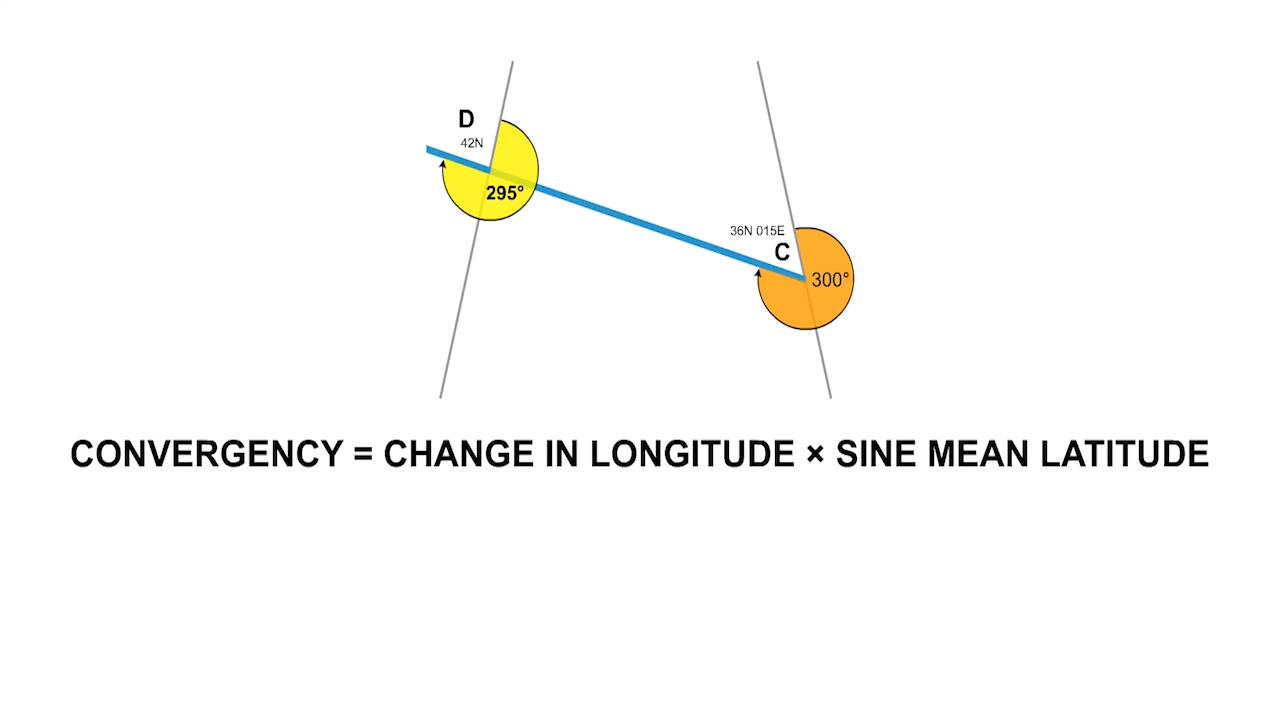 D
42N
295°
36N 015E
C
300°
CONVERGENCY = CHANGE IN LONGITUDE × SINE MEAN LATITUDE